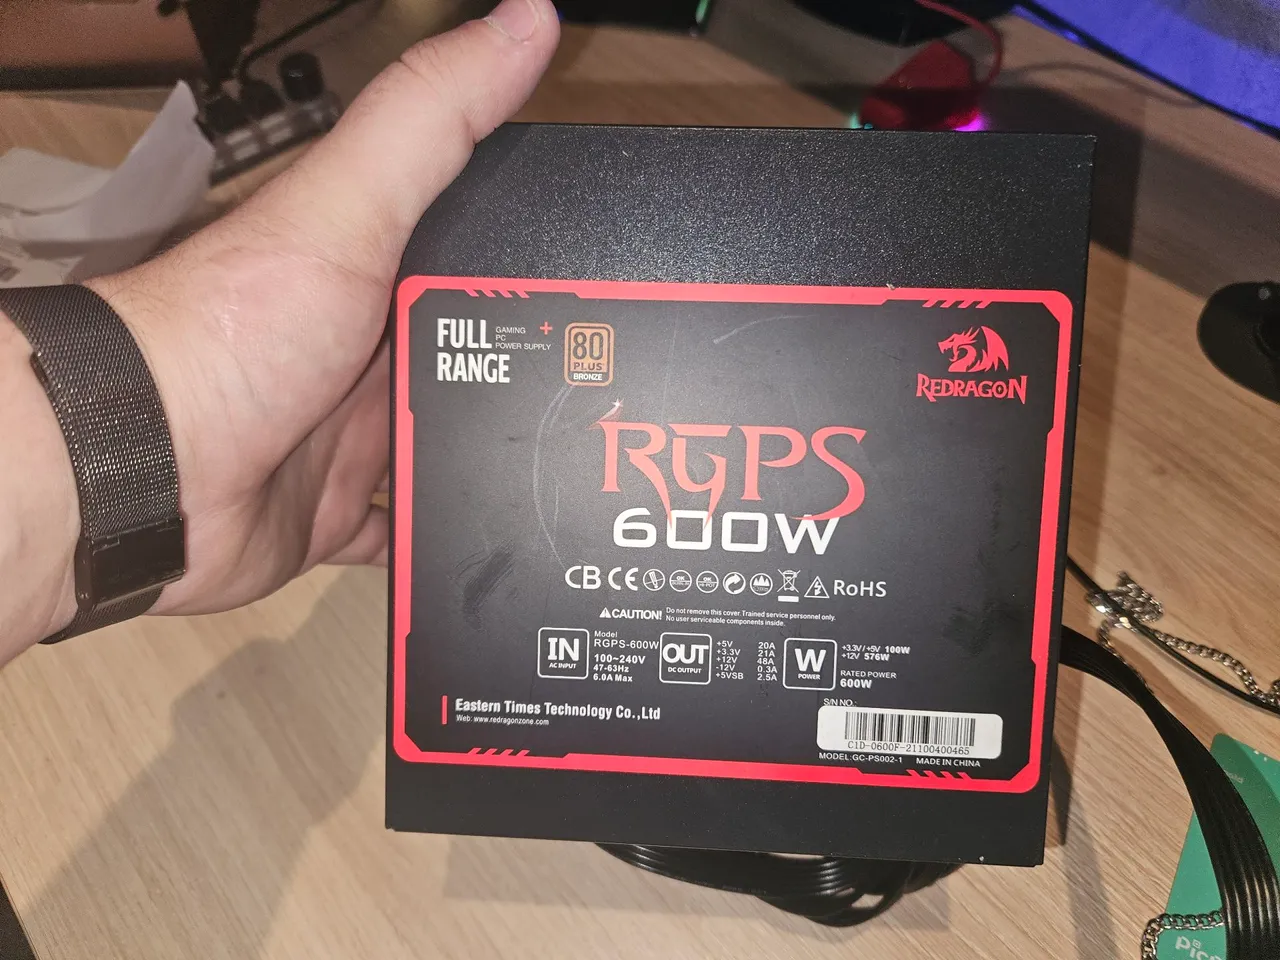 FULL
RANGE
GAMING
PC
POWER SUPPLY
+
80
PLUS
BRONZE
REDRAGON
RGPS
600W
CB CE RoHS
CAUTION! Do not remove this cover. Trained service personnel only.
No user serviceable components inside.
IN
AC INPUT
Model
RGPS-600W
100~240V
47-63Hz
6.0A Max
OUT
DC OUTPUT
+5V 20A
+3.3V 21A
+12V 48A
-12V 0.3A
+5VSB 2.5A
W
POWER
+3.3V / +5V 100W
+12V 576W
RATED POWER
600W
Eastern Times Technology Co.,Ltd
Web: www.redragonzone.com
S/N NO.:
C1D-0600F-21100400465
MODEL:GC-PS002-1 MADE IN CHINA